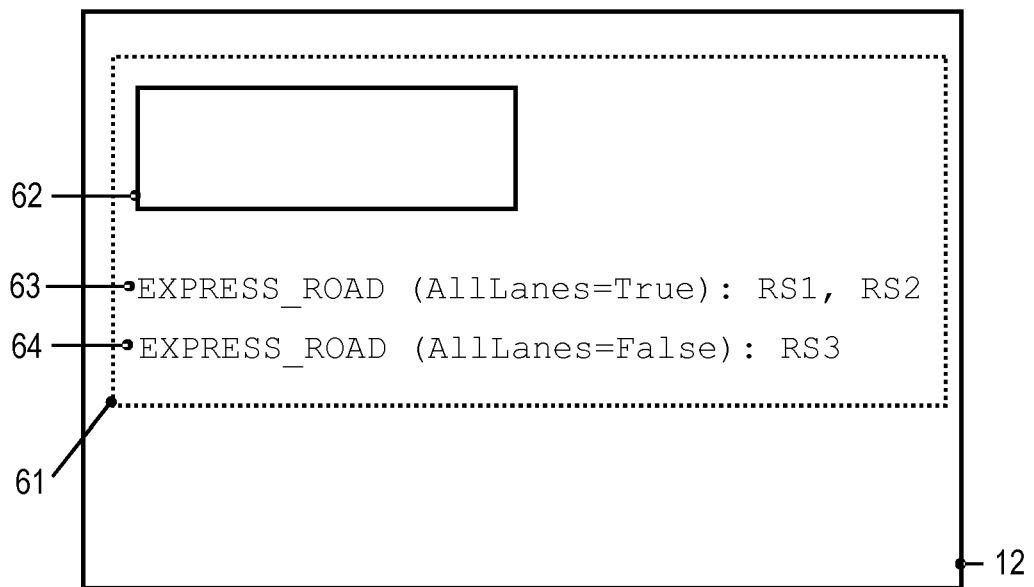 62
63 EXPRESS_ROAD (AllLanes=True): RS1, RS2
64 EXPRESS_ROAD (AllLanes=False): RS3
61
12